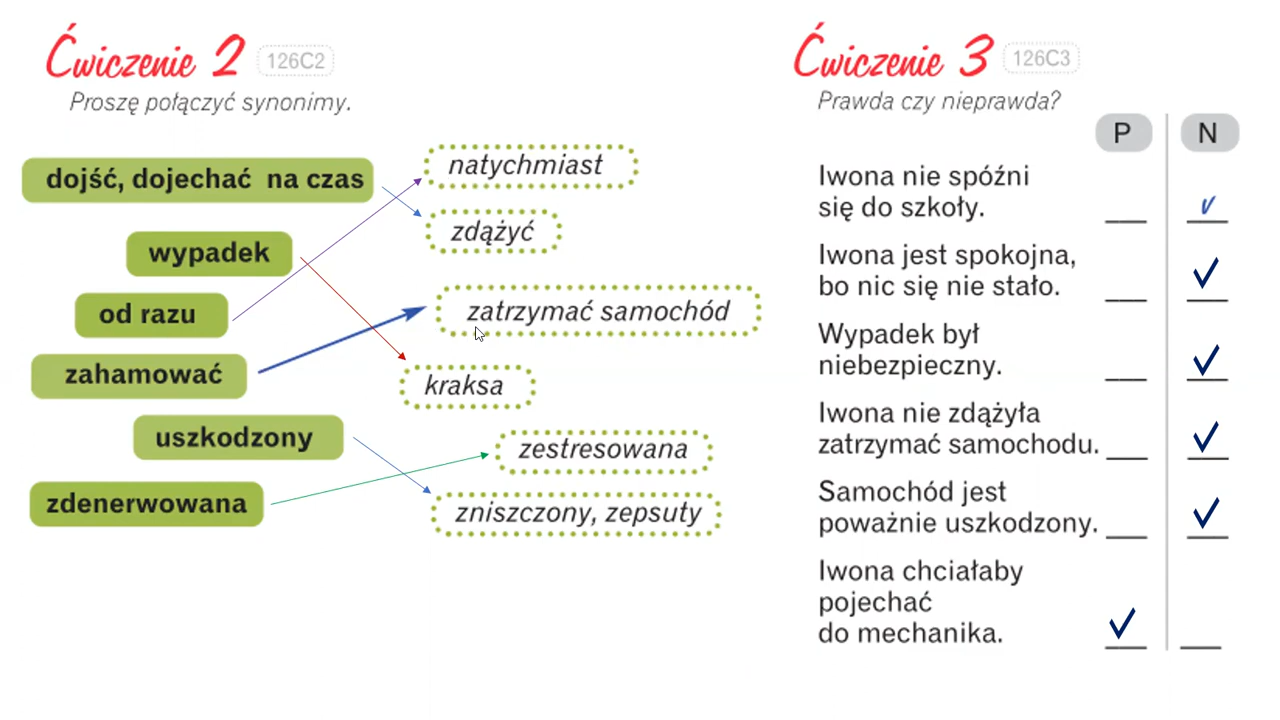 Ćwiczenie 2 126C2
Proszę połączyć synonimy.
dojść, dojechać na czas
wypadek
od razu
zahamować
uszkodzony
zdenerwowana
natychmiast
zdążyć
zatrzymać samochód
kraksa
zestresowana
zniszczony, zepsuty
Ćwiczenie 3 126C3
Prawda czy nieprawda?
P N
Iwona nie spóźni
się do szkoły.
Iwona jest spokojna,
bo nic się nie stało.
Wypadek był
niebezpieczny.
Iwona nie zdążyła
zatrzymać samochodu.
Samochód jest
poważnie uszkodzony.
Iwona chciałaby
pojechać
do mechanika.